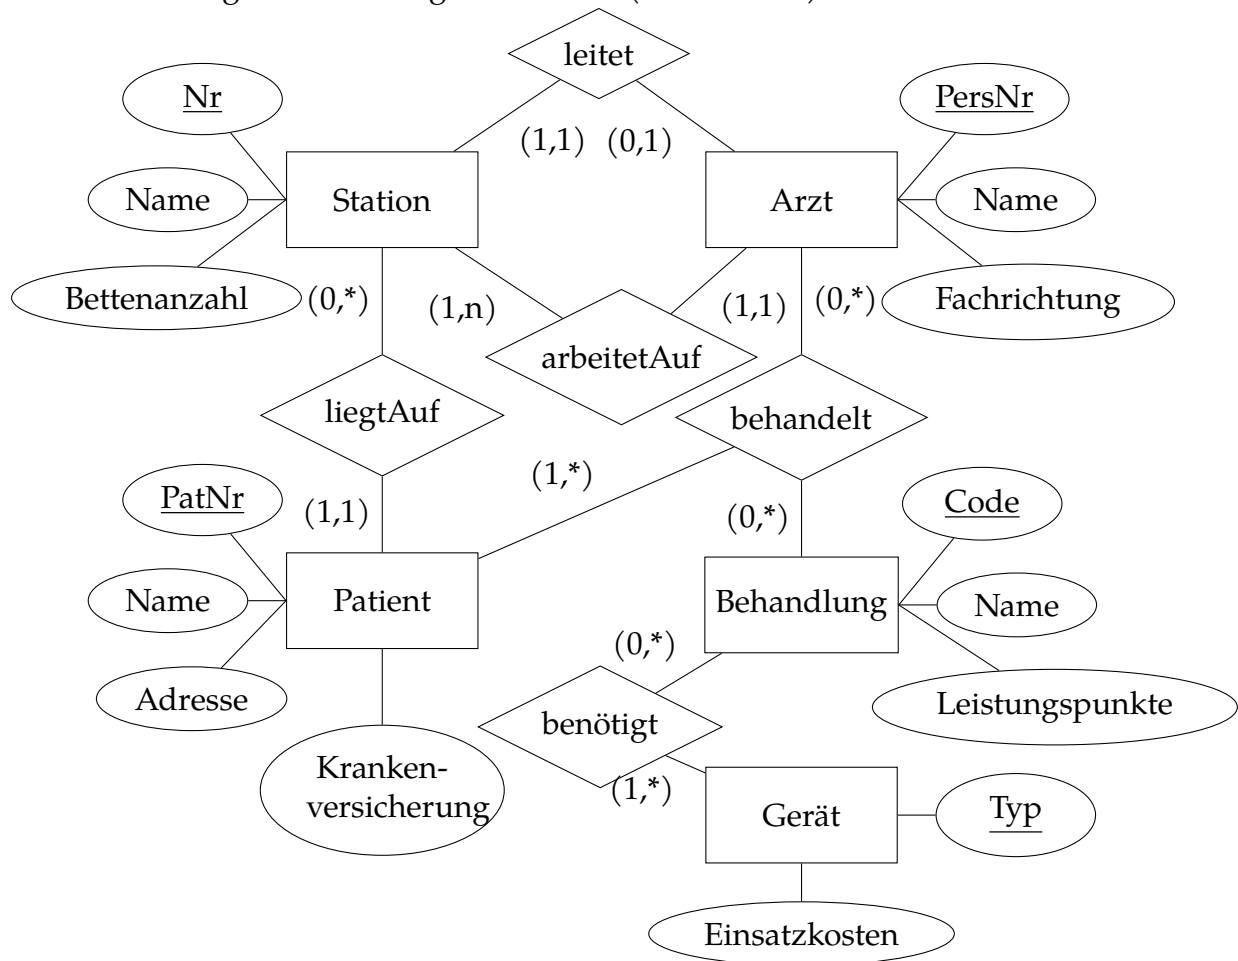 leitet
Nr
PersNr
(1,1) (0,1)
Name
Station
Arzt
Name
Bettenanzahl
(0,*)
(1,n)
(1,1)
(0,*)
Fachrichtung
arbeitetAuf
liegtAuf
behandelt
(1,*)
PatNr
(1,1)
(0,*)
Code
Name
Patient
Behandlung
Name
(0,*)
Adresse
benötigt
Leistungspunkte
Kranken-
versicherung
(1,*)
Gerät
Typ
Einsatzkosten